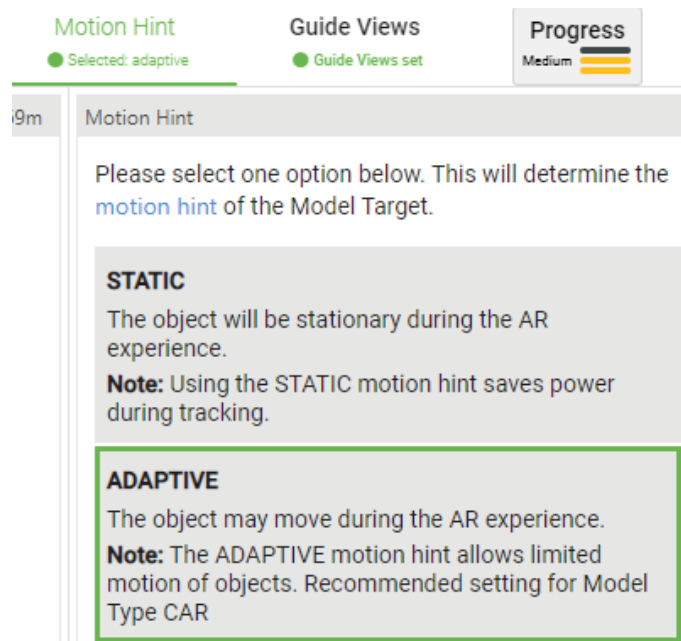 Motion Hint
Selected: adaptive
Guide Views
Guide Views set
Progress
Medium
9m
Motion Hint
Please select one option below. This will determine the
motion hint of the Model Target.
STATIC
The object will be stationary during the AR
experience.
Note: Using the STATIC motion hint saves power
during tracking.
ADAPTIVE
The object may move during the AR experience.
Note: The ADAPTIVE motion hint allows limited
motion of objects. Recommended setting for Model
Type CAR